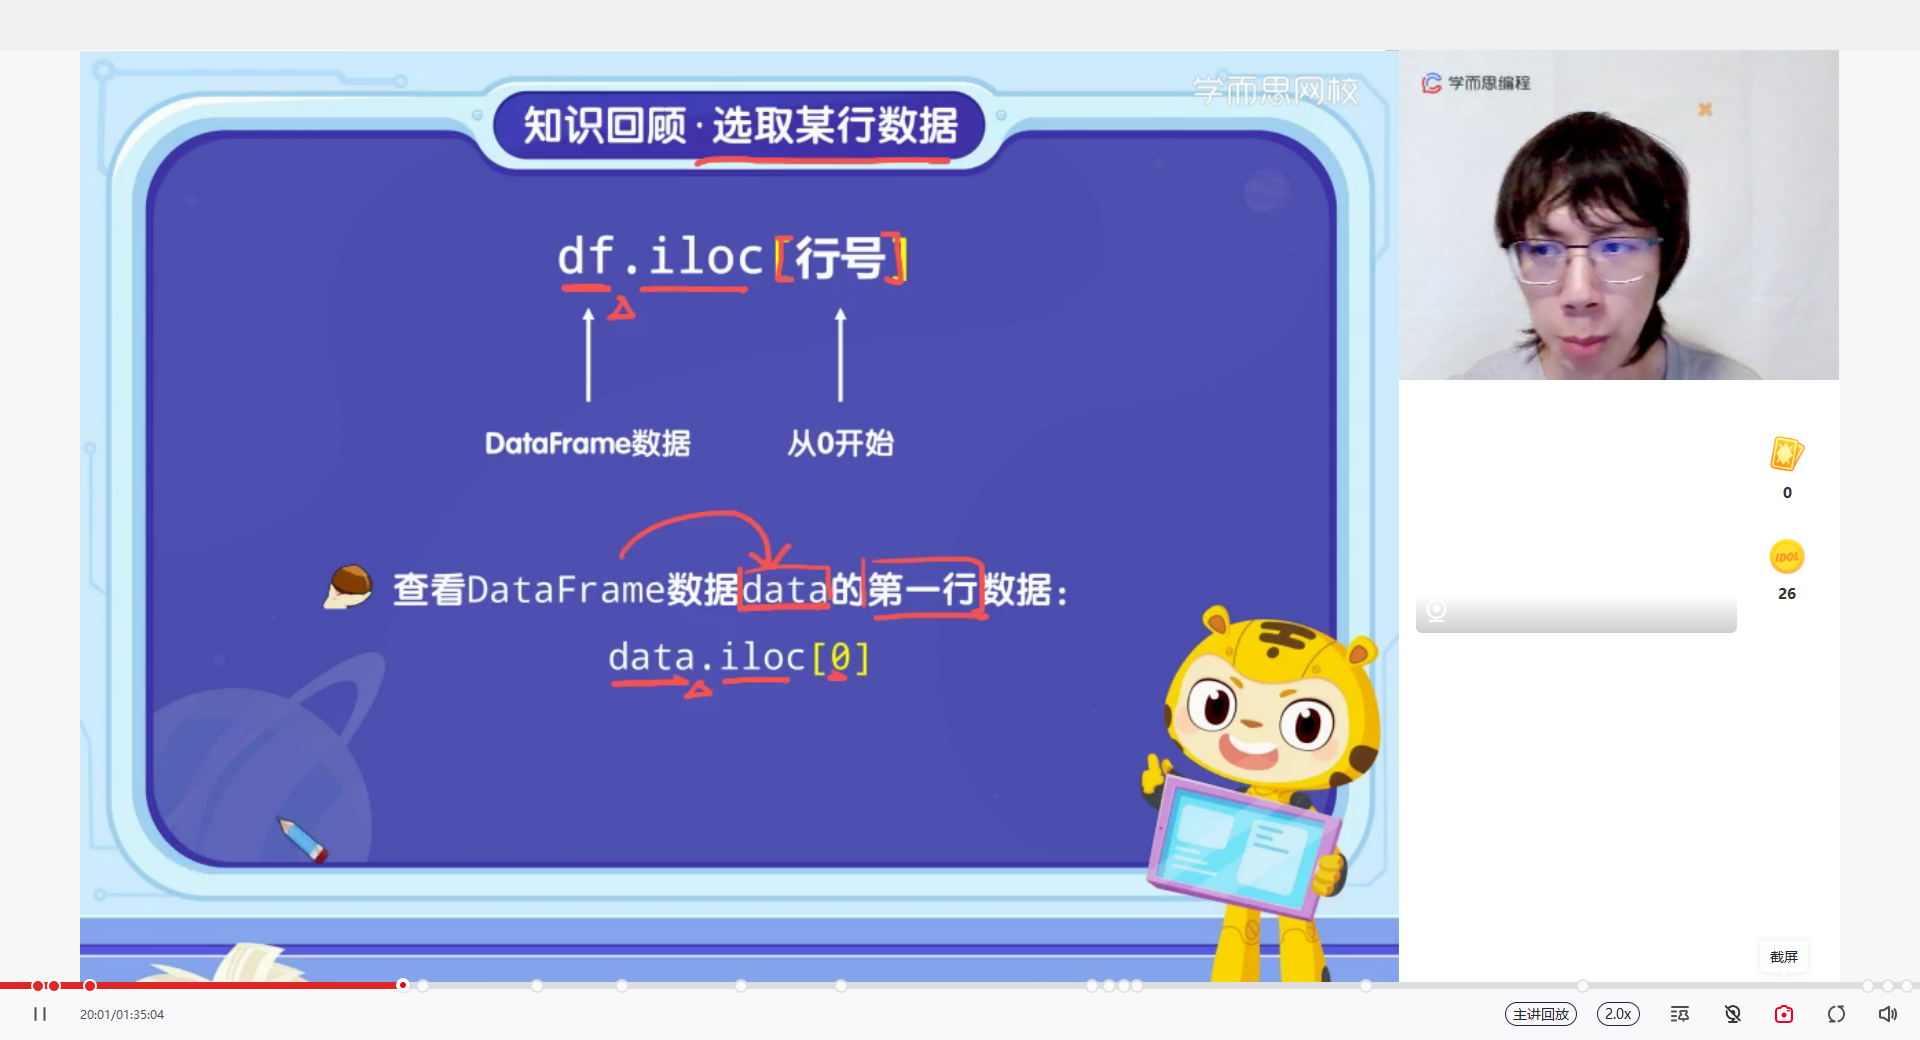 学而思网校
知识回顾·选取某行数据
df.iloc[行号]
DataFrame数据
从0开始
查看DataFrame数据data的第一行数据：
data.iloc[0]
学而思编程
0
IDOL
26
截屏
20:01/01:35:04
主讲回放
2.0x